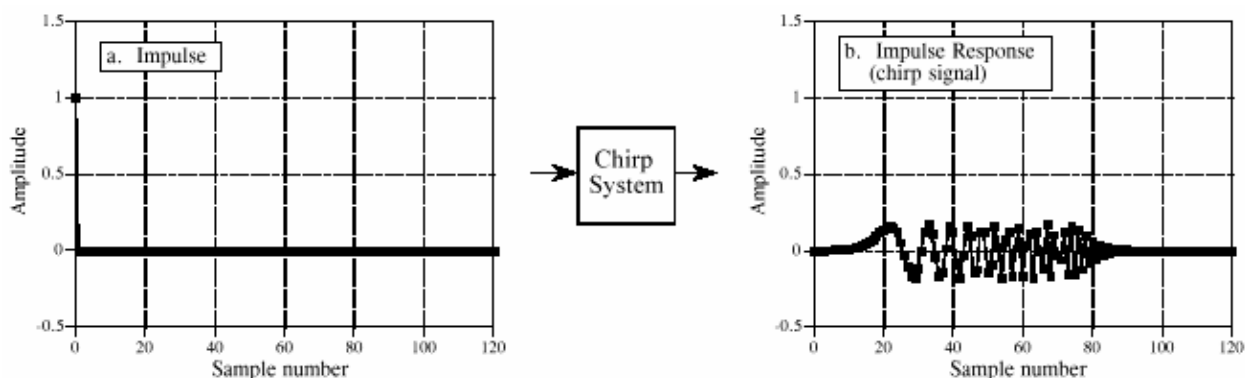 1.5
1
0.5
0
-0.5
0 20 40 60 80 100 120
Amplitude
Sample number
a. Impulse
Chirp
System
1.5
1
0.5
0
-0.5
0 20 40 60 80 100 120
Amplitude
Sample number
b. Impulse Response
(chirp signal)